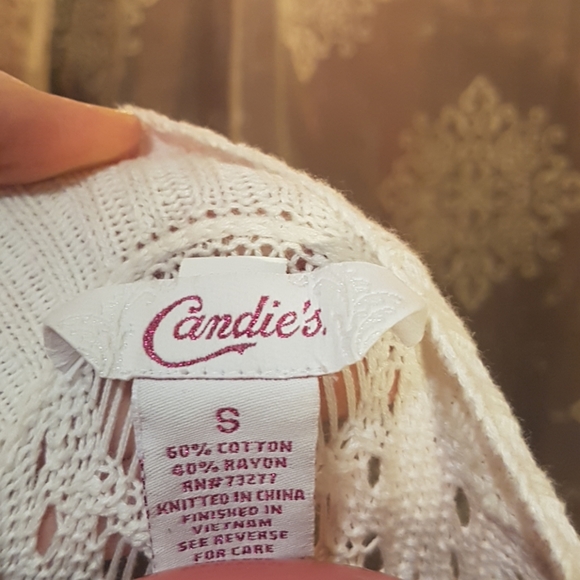 Candie's.
S
60% COTTON
40% RAYON
RN#73277
KNITTED IN CHINA
FINISHED IN
VIETNAM
SEE REVERSE
FOR CARE